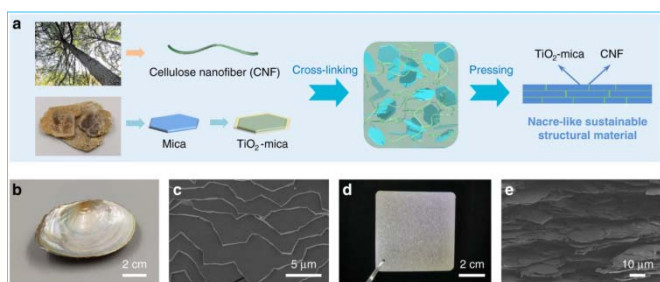 a
Cellulose nanofiber (CNF)
Cross-linking
Pressing
TiO₂-mica
CNF
Mica
TiO₂-mica
Nacre-like sustainable
structural material
b
2 cm
c
5 μm
d
2 cm
e
10 μm